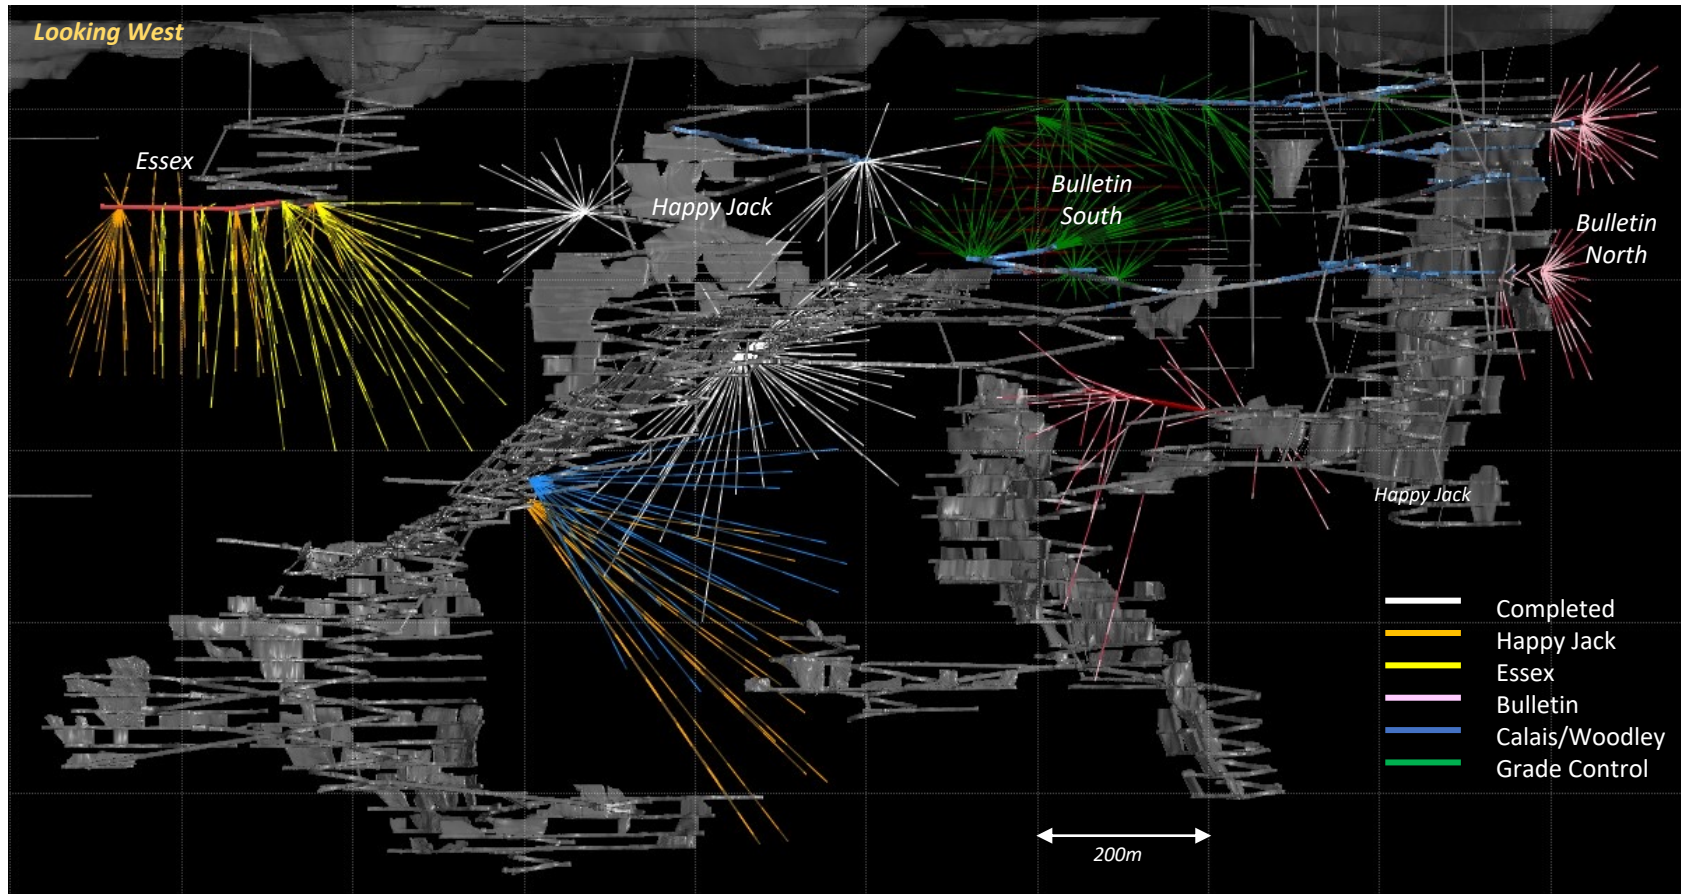 Looking West
Essex
Happy Jack
Bulletin
South
Bulletin
North
Happy Jack
Completed
Happy Jack
Essex
Bulletin
Calais/Woodley
Grade Control
200m